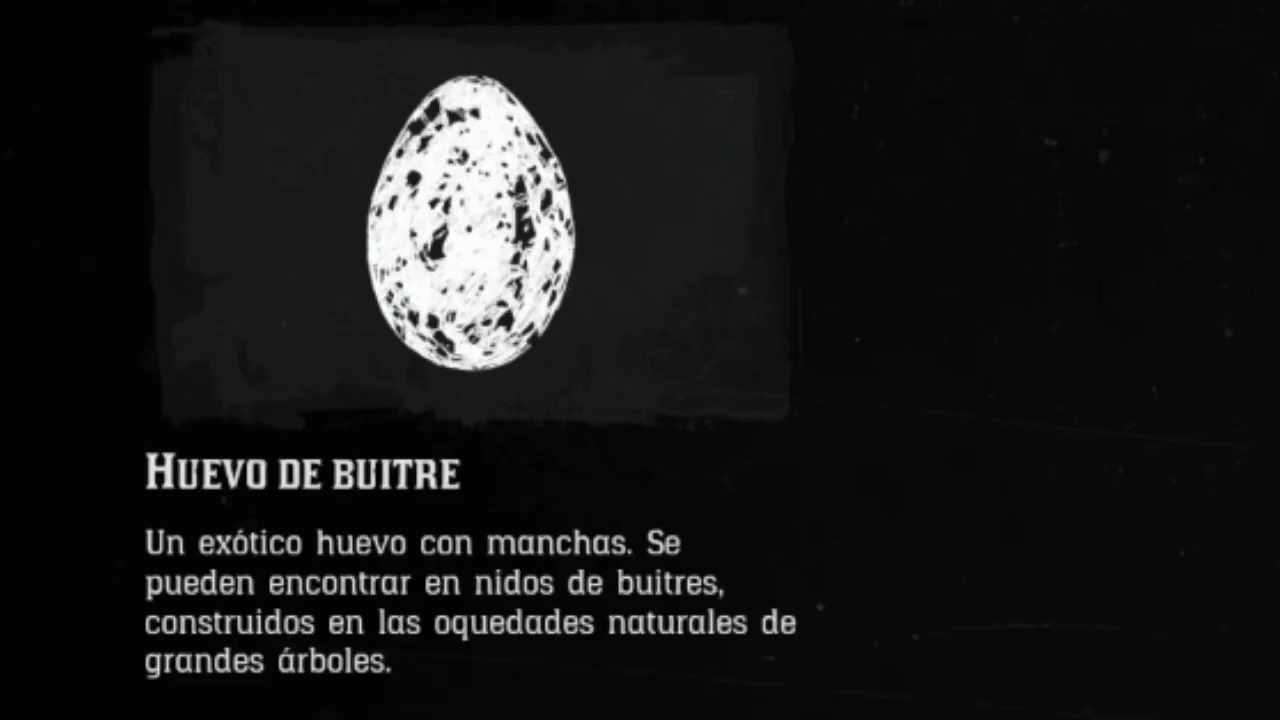 HUEVO DE BUITRE
Un exótico huevo con manchas. Se
pueden encontrar en nidos de buitres,
construidos en las oquedades naturales de
grandes árboles.